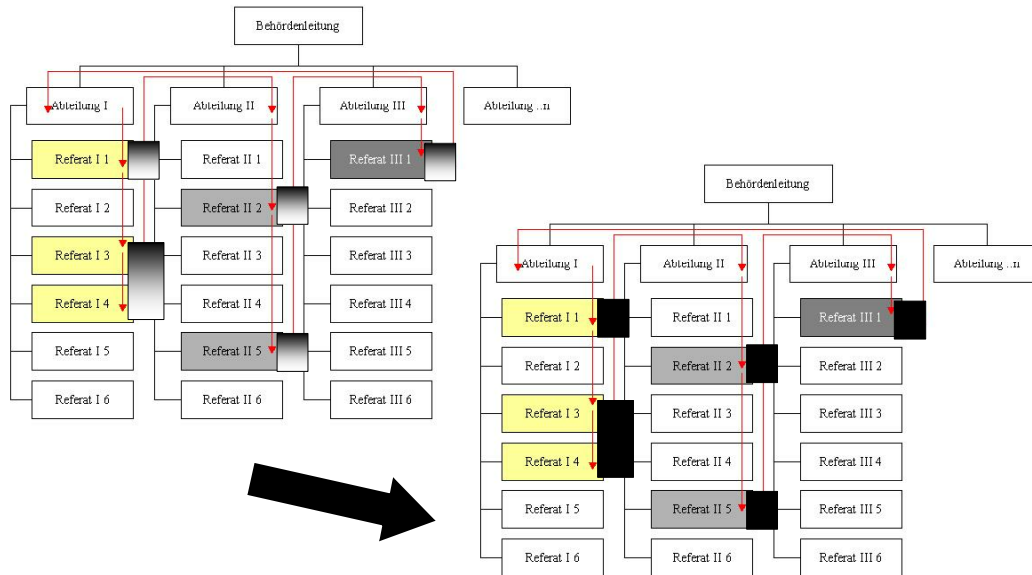 Behördenleitung
Abteilung I
Abteilung II
Abteilung III
Abteilung ..n
Referat I 1
Referat II 1
Referat III 1
Referat I 2
Referat II 2
Referat III 2
Referat I 3
Referat II 3
Referat III 3
Referat I 4
Referat II 4
Referat III 4
Referat I 5
Referat II 5
Referat III 5
Referat I 6
Referat II 6
Referat III 6
Behördenleitung
Abteilung I
Abteilung II
Abteilung III
Abteilung ..n
Referat I 1
Referat II 1
Referat III 1
Referat I 2
Referat II 2
Referat III 2
Referat I 3
Referat II 3
Referat III 3
Referat I 4
Referat II 4
Referat III 4
Referat I 5
Referat II 5
Referat III 5
Referat I 6
Referat II 6
Referat III 6